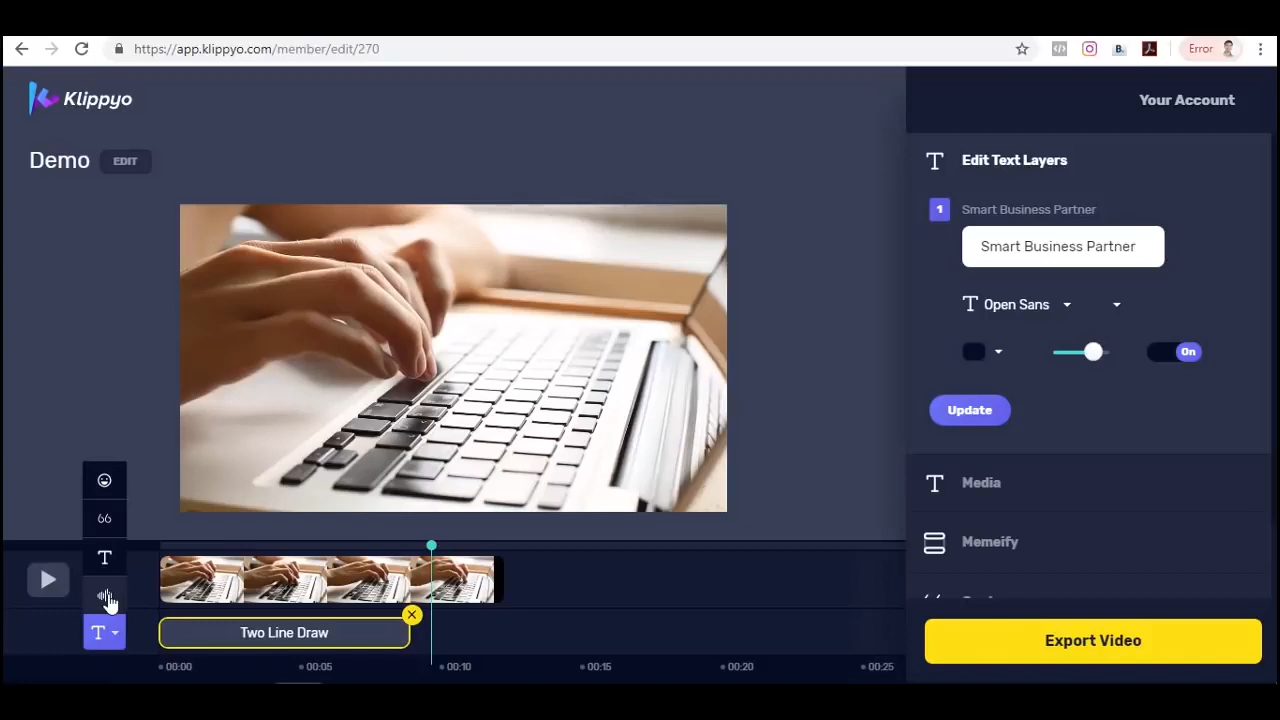 https://app.klippyo.com/member/edit/270
Error
Klippyo
Your Account
Demo
EDIT
Edit Text Layers
1
Smart Business Partner
Smart Business Partner
Open Sans
On
Update
Media
Memeify
Export Video
Two Line Draw
00:00
00:05
00:10
00:15
00:20
00:25